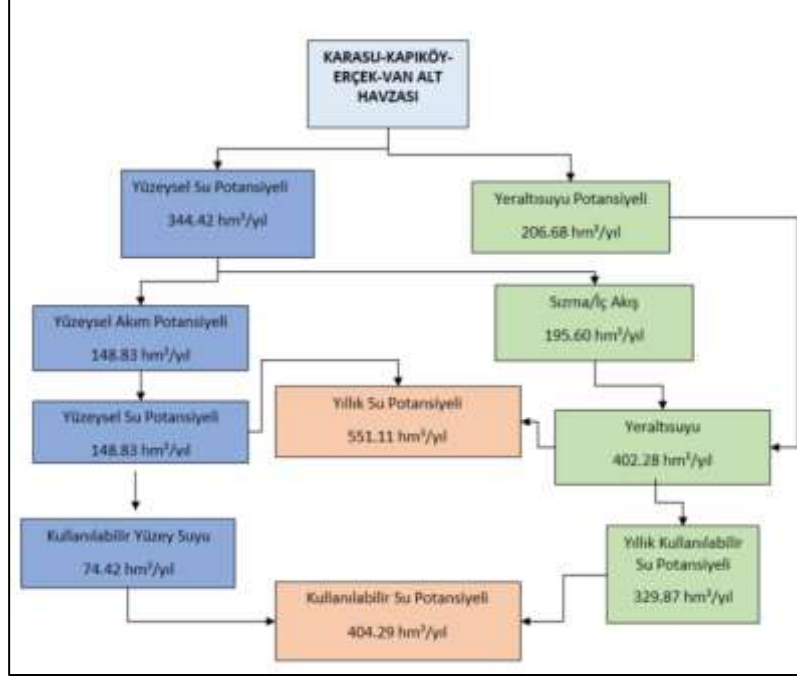 KARASU-KAPIKÖY-
ERÇEK-VAN ALT
HAVZASI
Yüzeysel Su Potansiyeli
344.42 hm³/yıl
Yeraltısuyu Potansiyeli
206.68 hm³/yıl
Yüzeysel Akım Potansiyeli
148.83 hm³/yıl
Sızma/İç Akış
195.60 hm³/yıl
Yüzeysel Su Potansiyeli
148.83 hm³/yıl
Yıllık Su Potansiyeli
551.11 hm³/yıl
Yeraltısuyu
402.28 hm³/yıl
Kullanılabilir Yüzey Suyu
74.42 hm³/yıl
Yıllık Kullanılabilir
Su Potansiyeli
329.87 hm³/yıl
Kullanılabilir Su Potansiyeli
404.29 hm³/yıl